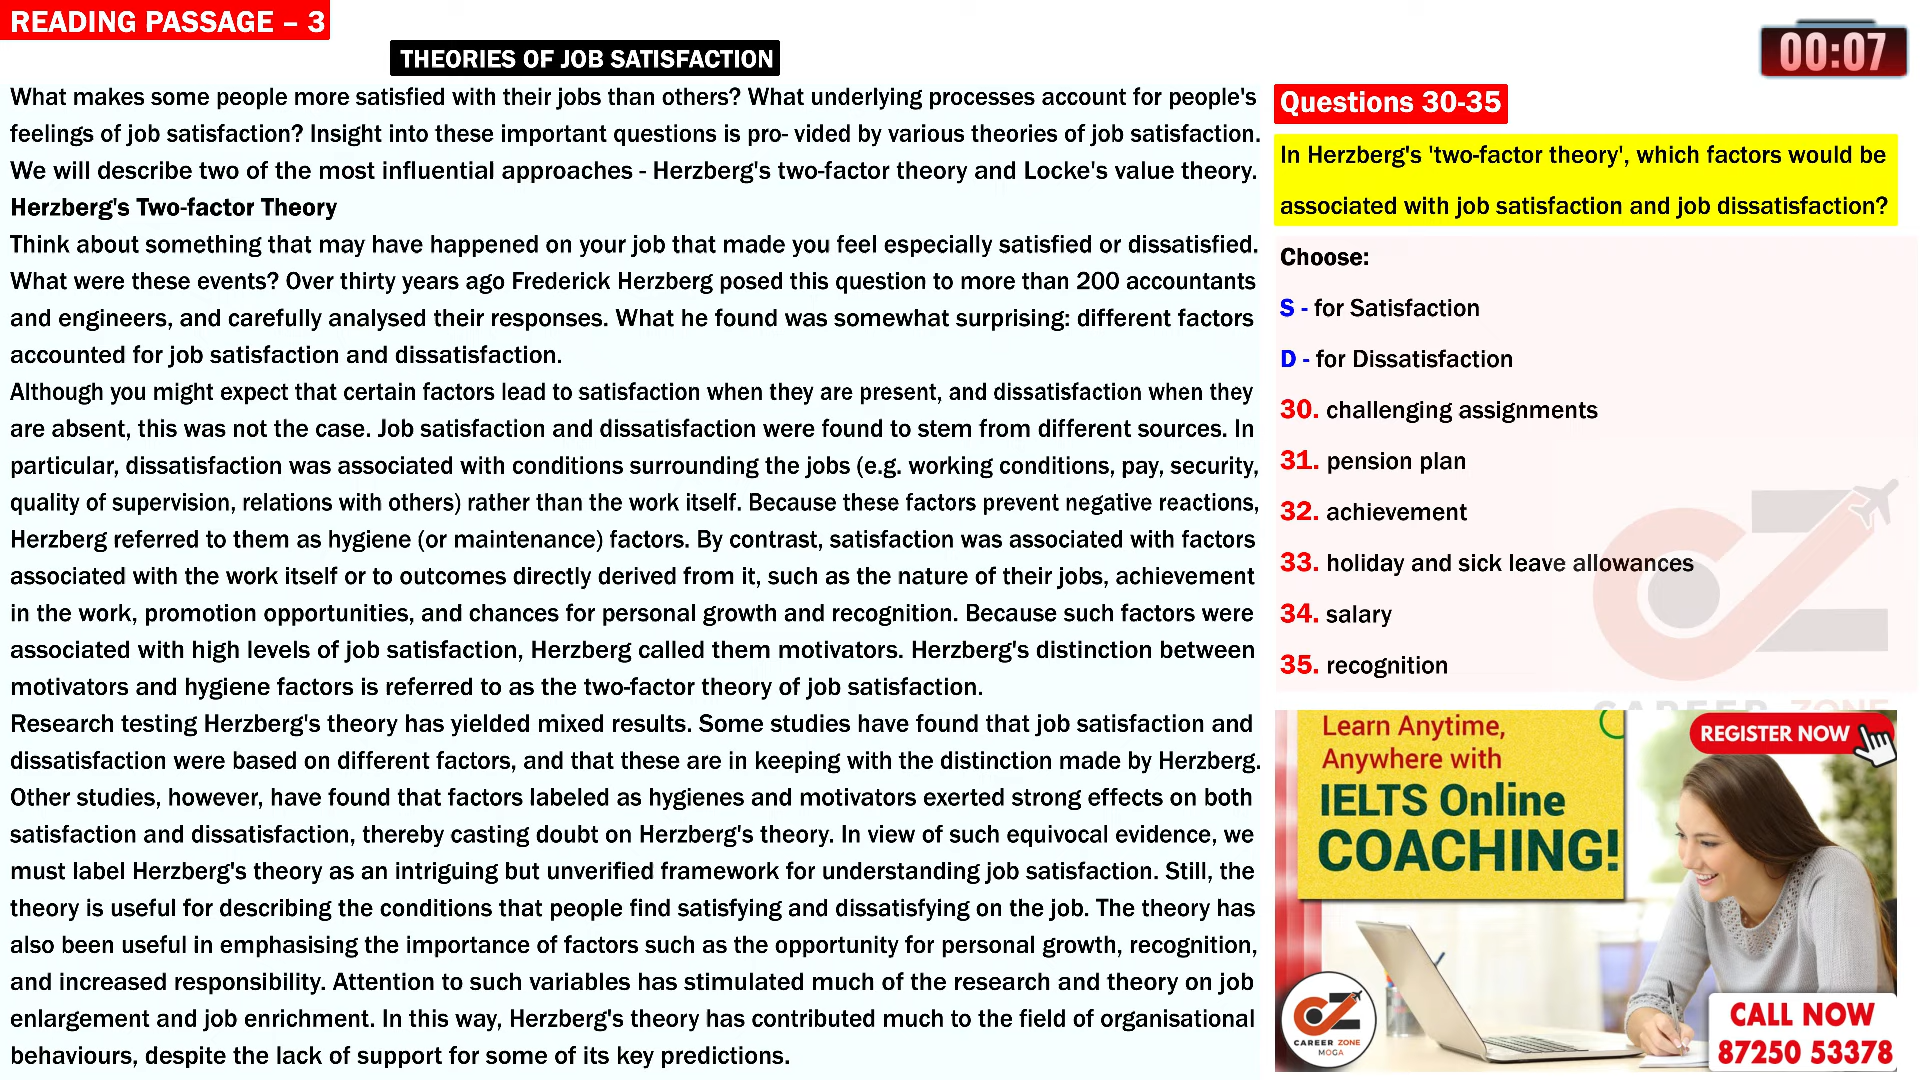 READING PASSAGE – 3
THEORIES OF JOB SATISFACTION
What makes some people more satisfied with their jobs than others? What underlying processes account for people's
feelings of job satisfaction? Insight into these important questions is pro- vided by various theories of job satisfaction.
We will describe two of the most influential approaches - Herzberg's two-factor theory and Locke's value theory.
Herzberg's Two-factor Theory
Think about something that may have happened on your job that made you feel especially satisfied or dissatisfied.
What were these events? Over thirty years ago Frederick Herzberg posed this question to more than 200 accountants
and engineers, and carefully analysed their responses. What he found was somewhat surprising: different factors
accounted for job satisfaction and dissatisfaction.
Although you might expect that certain factors lead to satisfaction when they are present, and dissatisfaction when they
are absent, this was not the case. Job satisfaction and dissatisfaction were found to stem from different sources. In
particular, dissatisfaction was associated with conditions surrounding the jobs (e.g. working conditions, pay, security,
quality of supervision, relations with others) rather than the work itself. Because these factors prevent negative reactions,
Herzberg referred to them as hygiene (or maintenance) factors. By contrast, satisfaction was associated with factors
associated with the work itself or to outcomes directly derived from it, such as the nature of their jobs, achievement
in the work, promotion opportunities, and chances for personal growth and recognition. Because such factors were
associated with high levels of job satisfaction, Herzberg called them motivators. Herzberg's distinction between
motivators and hygiene factors is referred to as the two-factor theory of job satisfaction.
Research testing Herzberg's theory has yielded mixed results. Some studies have found that job satisfaction and
dissatisfaction were based on different factors, and that these are in keeping with the distinction made by Herzberg.
Other studies, however, have found that factors labeled as hygienes and motivators exerted strong effects on both
satisfaction and dissatisfaction, thereby casting doubt on Herzberg's theory. In view of such equivocal evidence, we
must label Herzberg's theory as an intriguing but unverified framework for understanding job satisfaction. Still, the
theory is useful for describing the conditions that people find satisfying and dissatisfying on the job. The theory has
also been useful in emphasising the importance of factors such as the opportunity for personal growth, recognition,
and increased responsibility. Attention to such variables has stimulated much of the research and theory on job
enlargement and job enrichment. In this way, Herzberg's theory has contributed much to the field of organisational
behaviours, despite the lack of support for some of its key predictions.
00:07
Questions 30-35
In Herzberg's 'two-factor theory', which factors would be
associated with job satisfaction and job dissatisfaction?
Choose:
S - for Satisfaction
D - for Dissatisfaction
30. challenging assignments
31. pension plan
32. achievement
33. holiday and sick leave allowances
34. salary
35. recognition
CAREER ZONE
Learn Anytime,
Anywhere with
IELTS Online
COACHING!
REGISTER NOW
CAREER ZONE
MOGA
CALL NOW
87250 53378